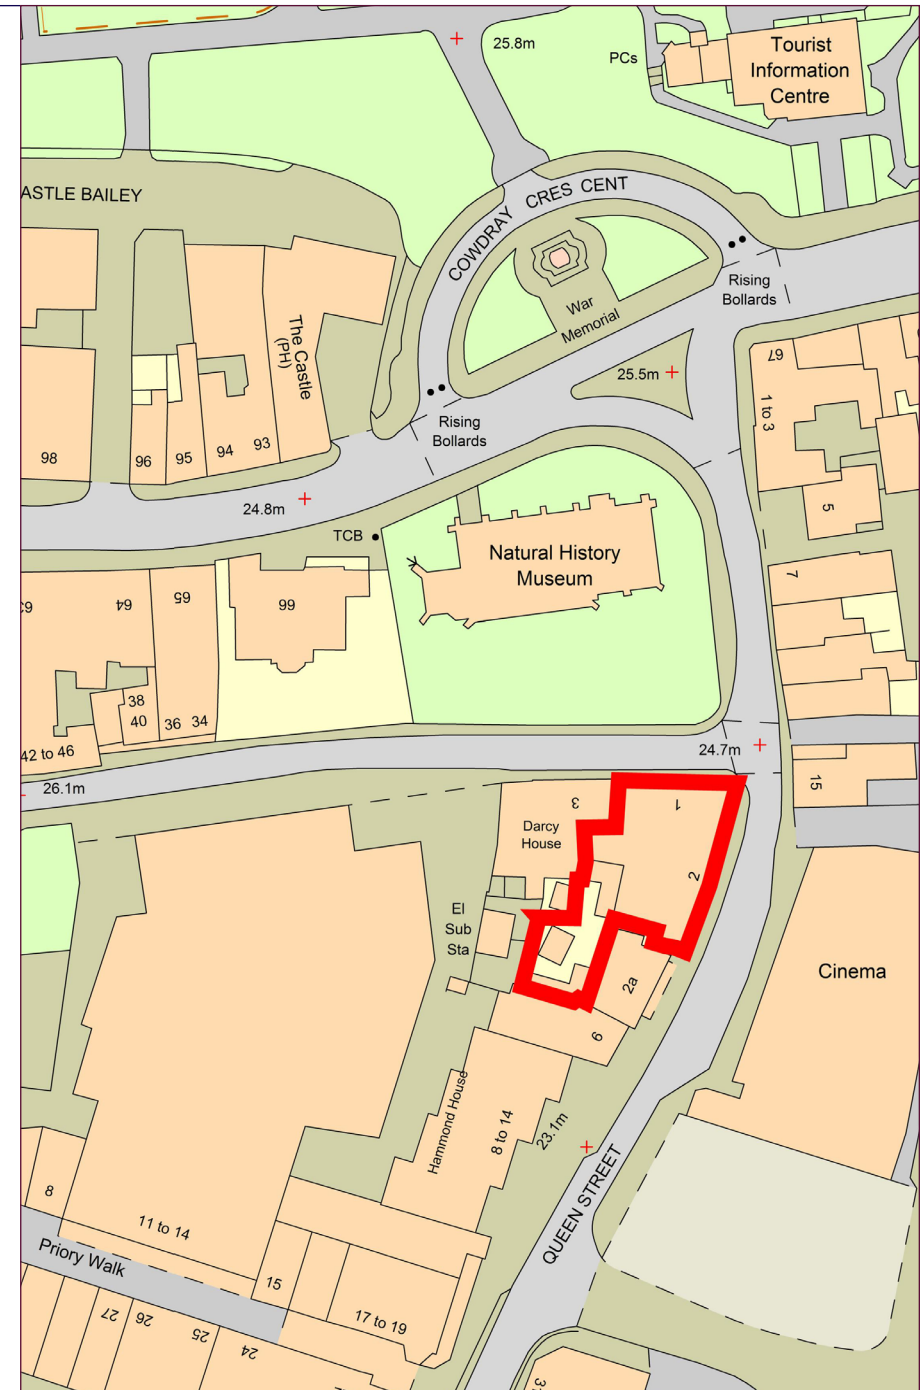 25.8m
PCs
Tourist
Information
Centre
ASTLE BAILEY
COWDRAY CRES CENT
War
Memorial
Rising
Bollards
The Castle
(PH)
25.5m
67
1 to 3
Rising
Bollards
98
96
95
94
93
24.8m
TCB
5
Natural History
Museum
7
63
64
65
66
38
40
36
34
42 to 46
24.7m
15
26.1m
3
1
Darcy
House
2
El
Sub
Sta
2a
Cinema
6
Hammond House
8 to 14
23.1m
QUEEN STREET
8
11 to 14
Priory Walk
15
17 to 19
27
26
25
24